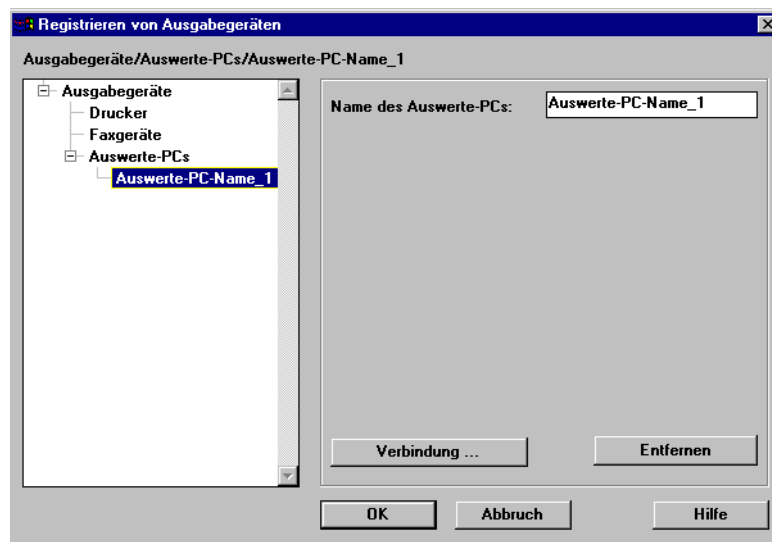 Registrieren von Ausgabegeräten
Ausgabegeräte/Auswerte-PCs/Auswerte-PC-Name_1
Ausgabegeräte
Drucker
Faxgeräte
Auswerte-PCs
Auswerte-PC-Name_1
Name des Auswerte-PCs: Auswerte-PC-Name_1
Verbindung ... Entfernen
OK Abbruch Hilfe